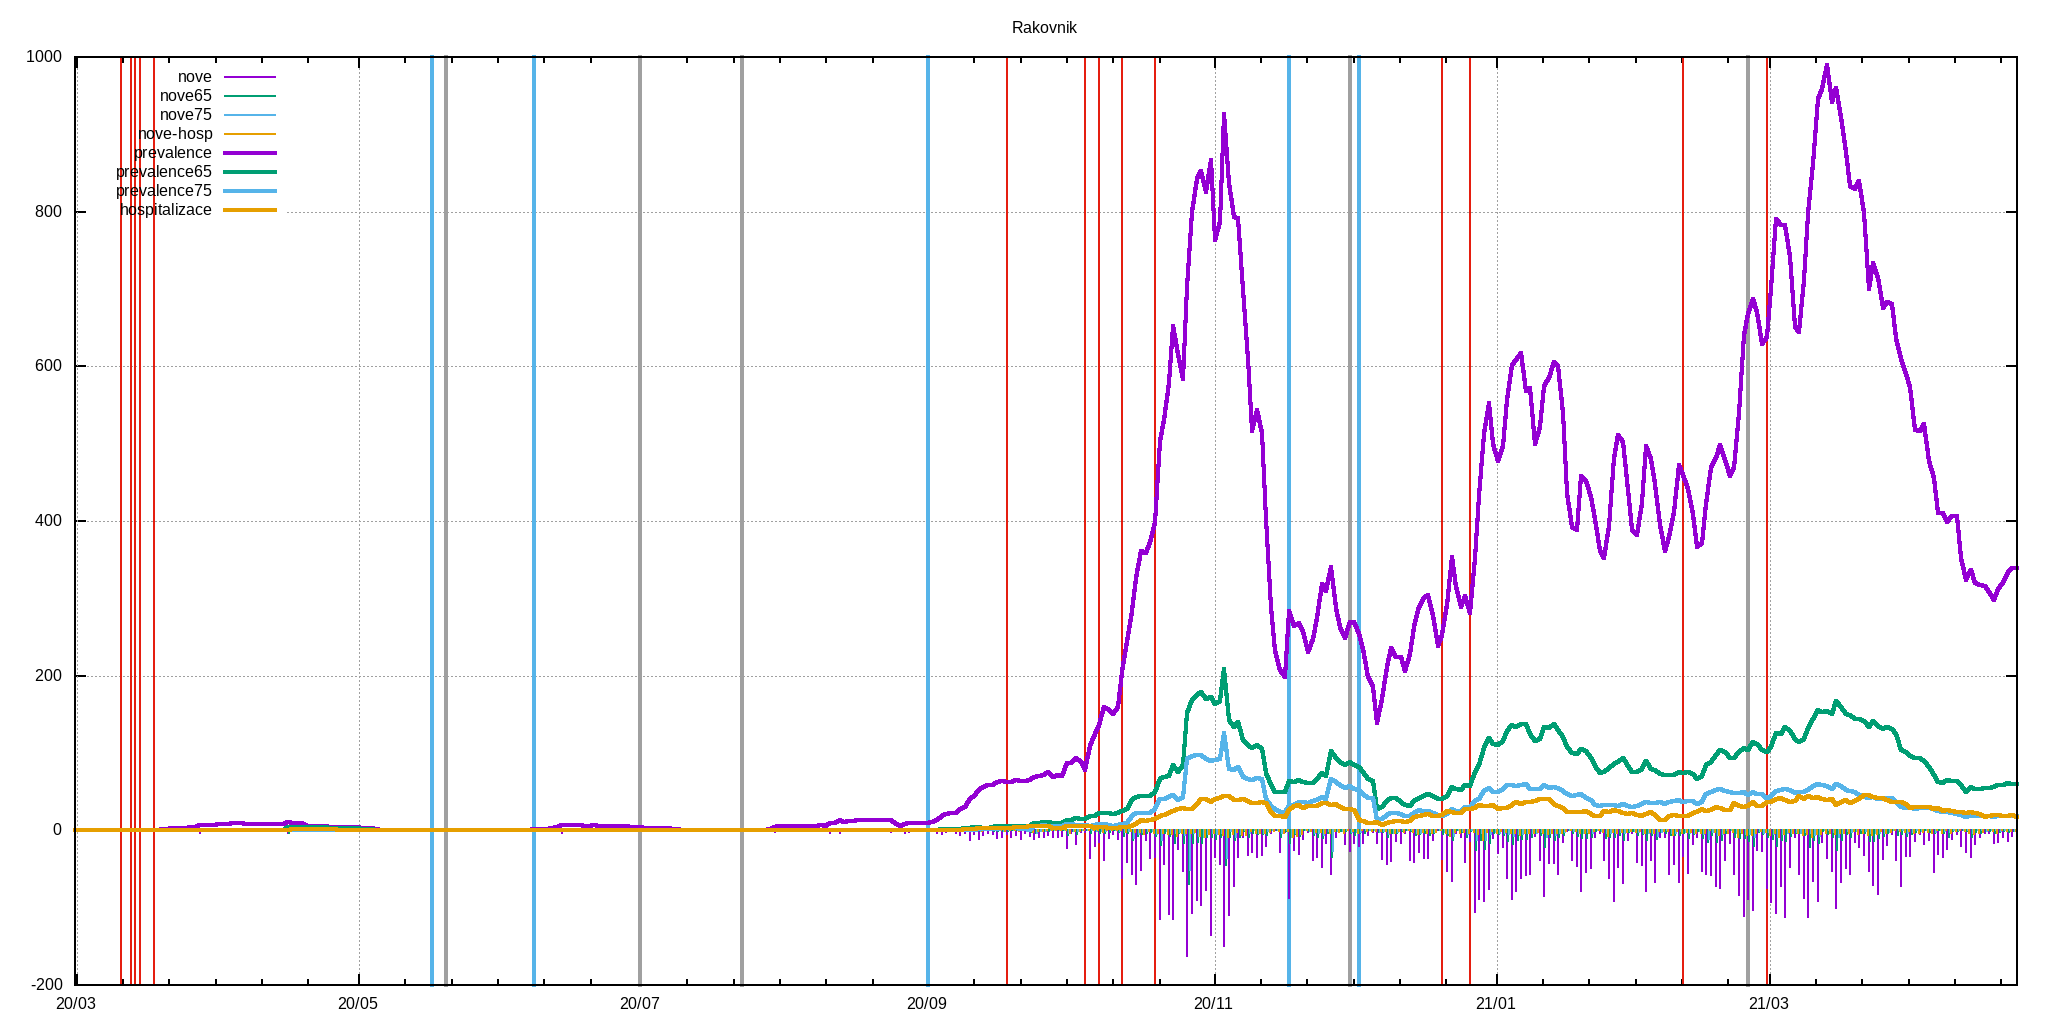 Rakovnik
1000
nove
nove65
nove75
nove-hosp
prevalence
prevalence65
prevalence75
hospitalizace
800
600
400
200
0
-200
20/03 20/05 20/07 20/09 20/11 21/01 21/03